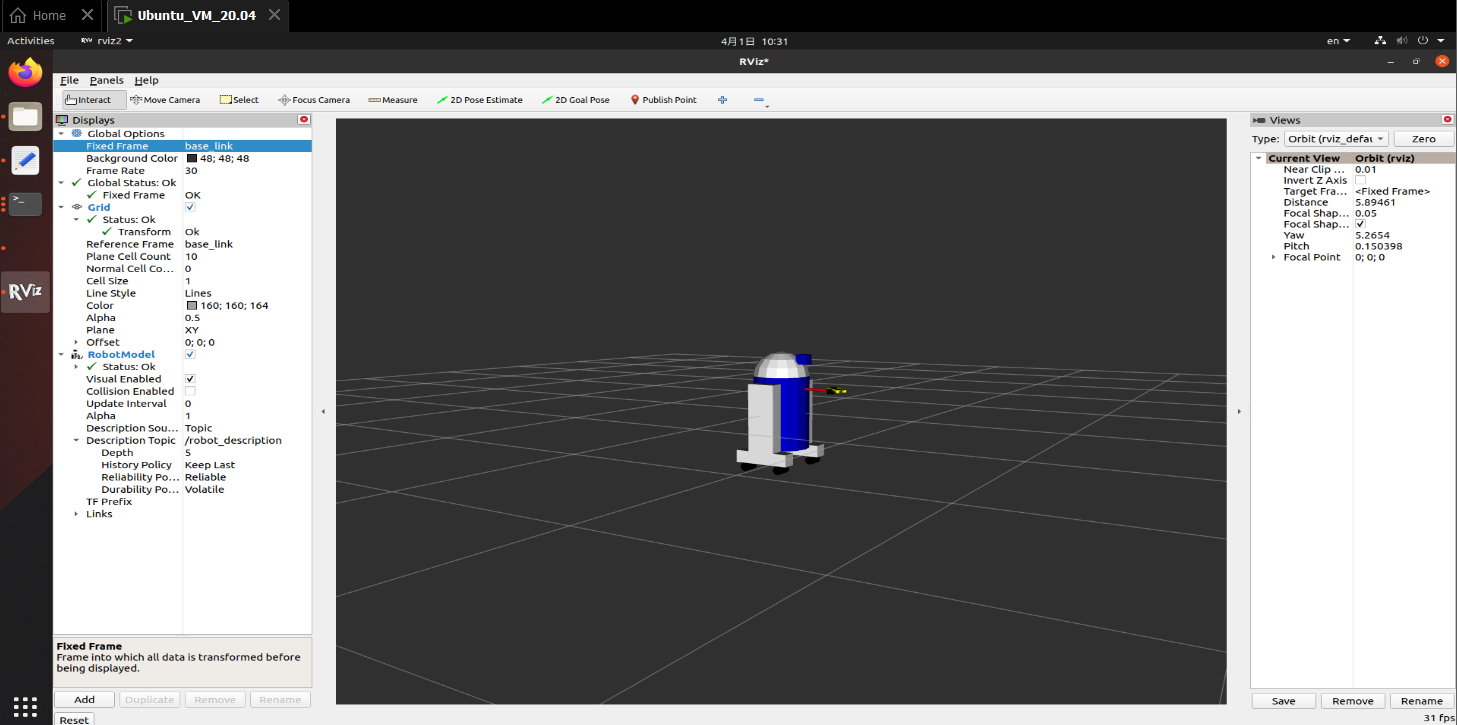 Home
Ubuntu_VM_20.04
Activities rviz2 4月1日 10:31 en
RViz*
File Panels Help
Interact Move Camera Select Focus Camera Measure 2D Pose Estimate 2D Goal Pose Publish Point
Displays
Global Options
Fixed Frame base_link
Background Color 48; 48; 48
Frame Rate 30
Global Status: Ok
Fixed Frame OK
Grid
Status: Ok
Transform Ok
Reference Frame base_link
Plane Cell Count 10
Normal Cell Co... 0
Cell Size 1
Line Style Lines
Color 160; 160; 164
Alpha 0.5
Plane XY
Offset 0; 0; 0
RobotModel
Status: Ok
Visual Enabled
Collision Enabled
Update Interval 0
Alpha 1
Description Sou... Topic
Description Topic /robot_description
Depth 5
History Policy Keep Last
Reliability Po... Reliable
Durability Po... Volatile
TF Prefix
Links
Fixed Frame
Frame into which all data is transformed before
being displayed.
Add Duplicate Remove Rename
Reset
RViz
Views
Type: Orbit (rviz_defau Zero
Current View Orbit (rviz)
Near Clip ... 0.01
Invert Z Axis
Target Fra... <Fixed Frame>
Distance 5.89461
Focal Shap... 0.05
Focal Shap...
Yaw 5.2654
Pitch 0.150398
Focal Point 0; 0; 0
Save Remove Rename
31 fps